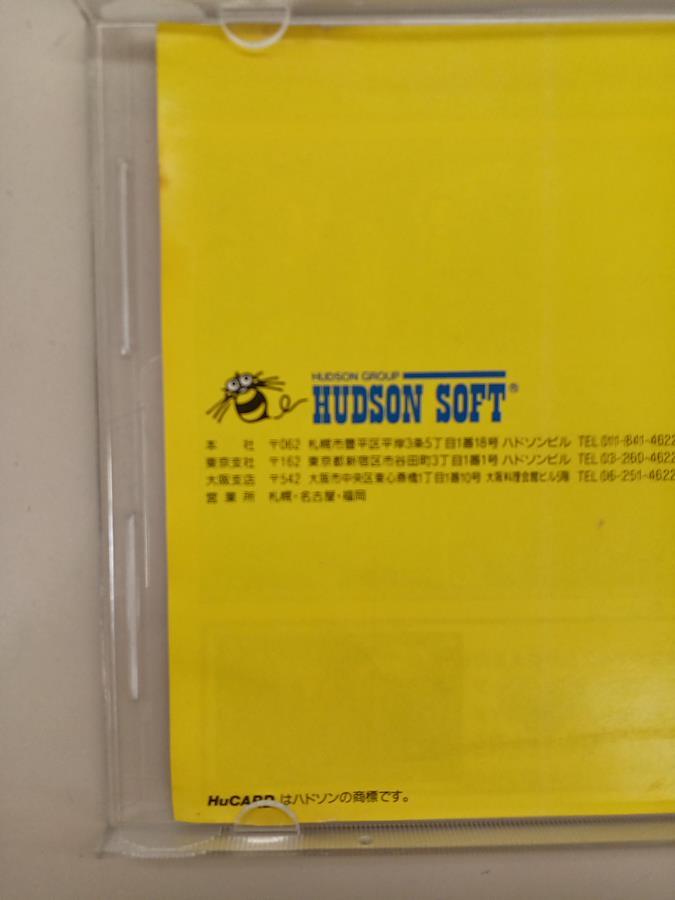 HUDSON GROUP
HUDSON SOFT®
本 社 〒062 札幌市豊平区平岸3条5丁目1番18号 ハドソンビル TEL 011-841-4622
東京支社 〒162 東京都新宿区市谷田町3丁目1番1号 ハドソンビル TEL 03-260-4622
大阪支店 〒542 大阪市中央区東心斎橋1丁目1番10号 大阪料理会館ビル5階 TEL 06-251-4622
営業所 札幌・名古屋・福岡
HuCARD はハドソンの商標です。